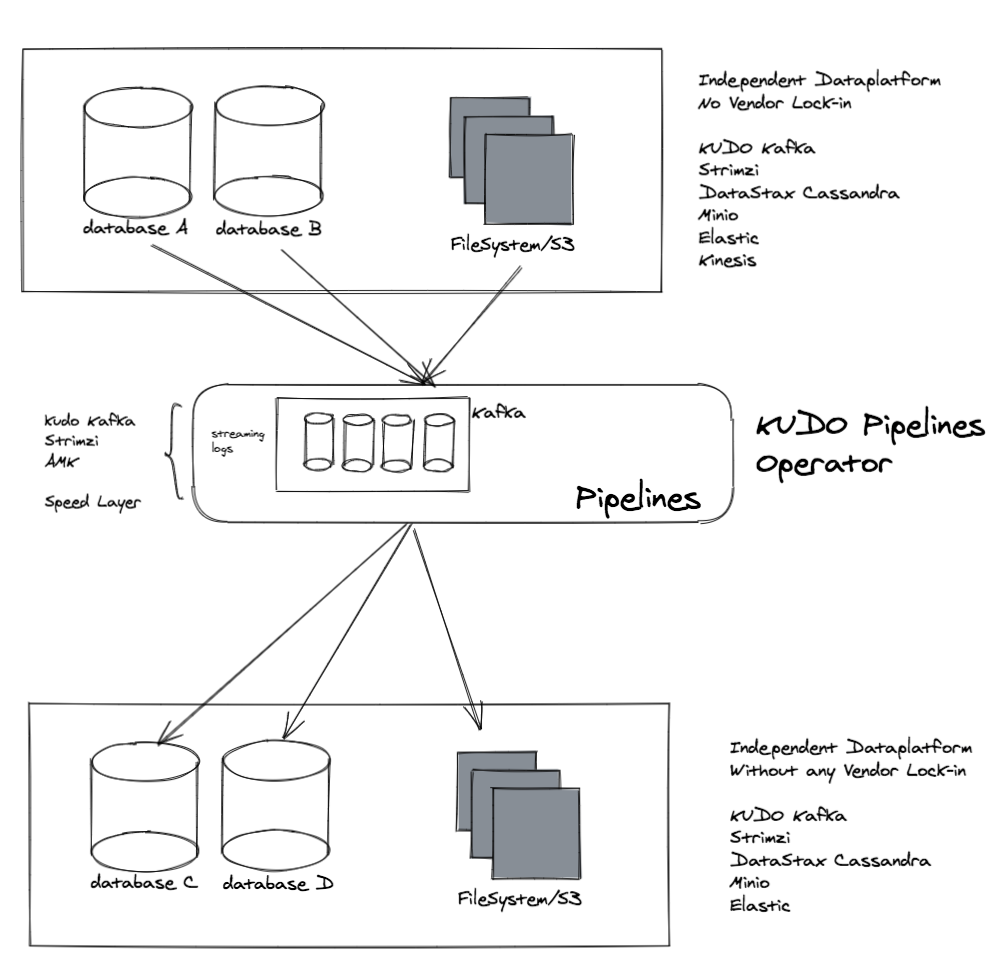 Independent Dataplatform
No Vendor Lock-in
KUDO Kafka
Strimzi
DataStax Cassandra
Minio
Elastic
Kinesis
database A
database B
FileSystem/S3
Kudo Kafka
Strimzi
AMK
Speed Layer
streaming
logs
Kafka
Pipelines
KUDO Pipelines
Operator
Independent Dataplatform
Without any Vendor Lock-in
KUDO Kafka
Strimzi
DataStax Cassandra
Minio
Elastic
database C
database D
FileSystem/S3